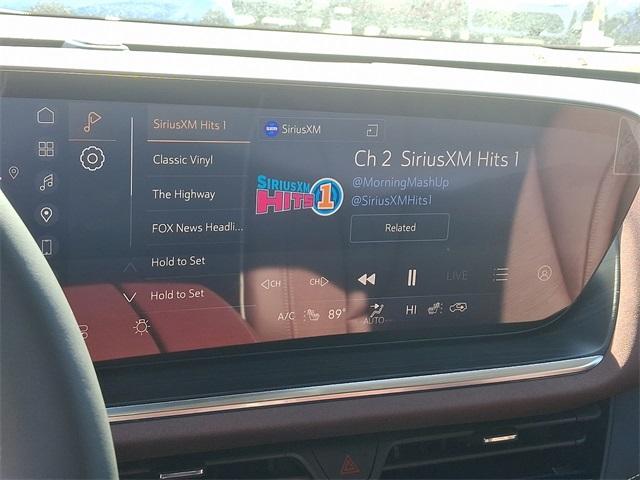 SiriusXM Hits 1
Classic Vinyl
The Highway
FOX News Headli...
Hold to Set
Hold to Set
SiriusXM
SIRIUSXM
HITS 1
Ch 2 SiriusXM Hits 1
@MorningMashUp
@SiriusXMHits1
Related
CH
CH
LIVE
A/C
89°
AUTO
HI